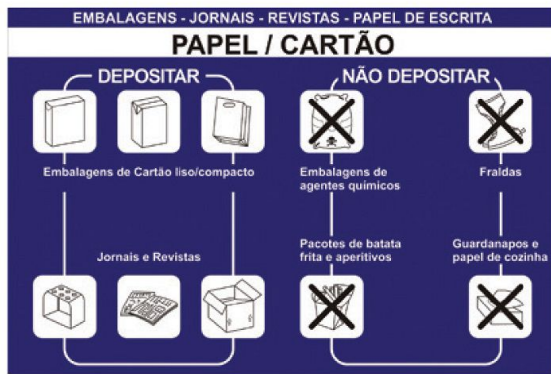 EMBALAGENS - JORNAIS - REVISTAS - PAPEL DE ESCRITA
PAPEL / CARTÃO
DEPOSITAR
Embalagens de Cartão liso/compacto
Jornais e Revistas
NÃO DEPOSITAR
Embalagens de
agentes químicos
Fraldas
Pacotes de batata
frita e aperitivos
Guardanapos e
papel de cozinha